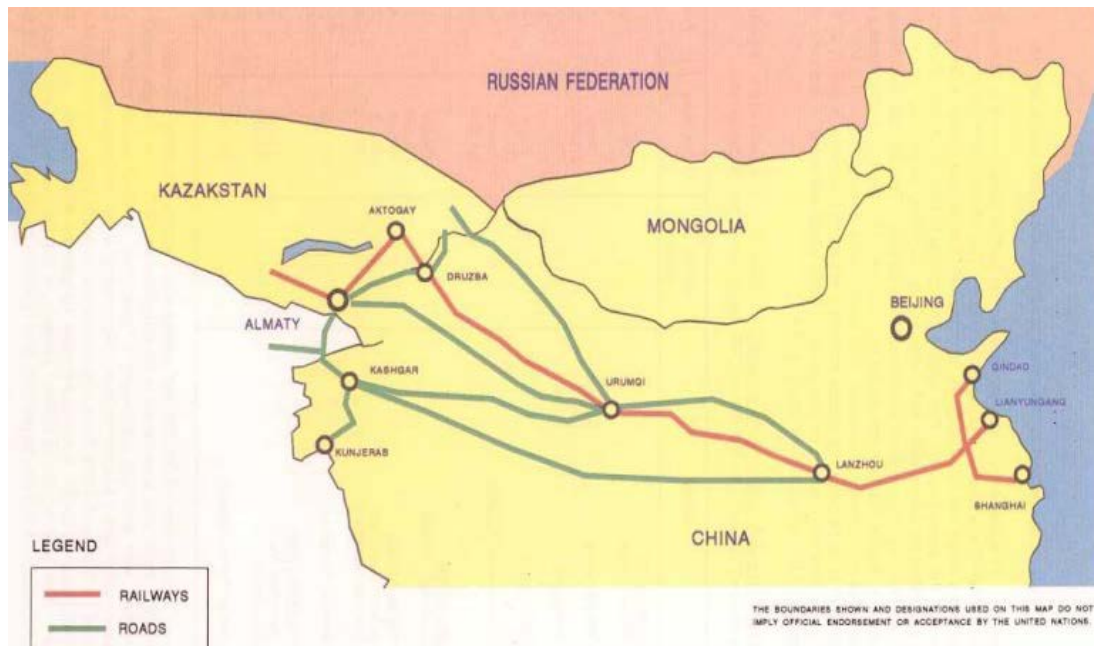 RUSSIAN FEDERATION
KAZAKSTAN
AKTOGAY
MONGOLIA
DRUZBA
BEIJING
ALMATY
KASHGAR
URUMQI
QINDAO
LIANYUNGANG
KUNJERAB
LANZHOU
SHANGHAI
CHINA
LEGEND
RAILWAYS
ROADS
THE BOUNDARIES SHOWN AND DESIGNATIONS USED ON THIS MAP DO NOT
IMPLY OFFICIAL ENDORSEMENT OR ACCEPTANCE BY THE UNITED NATIONS.